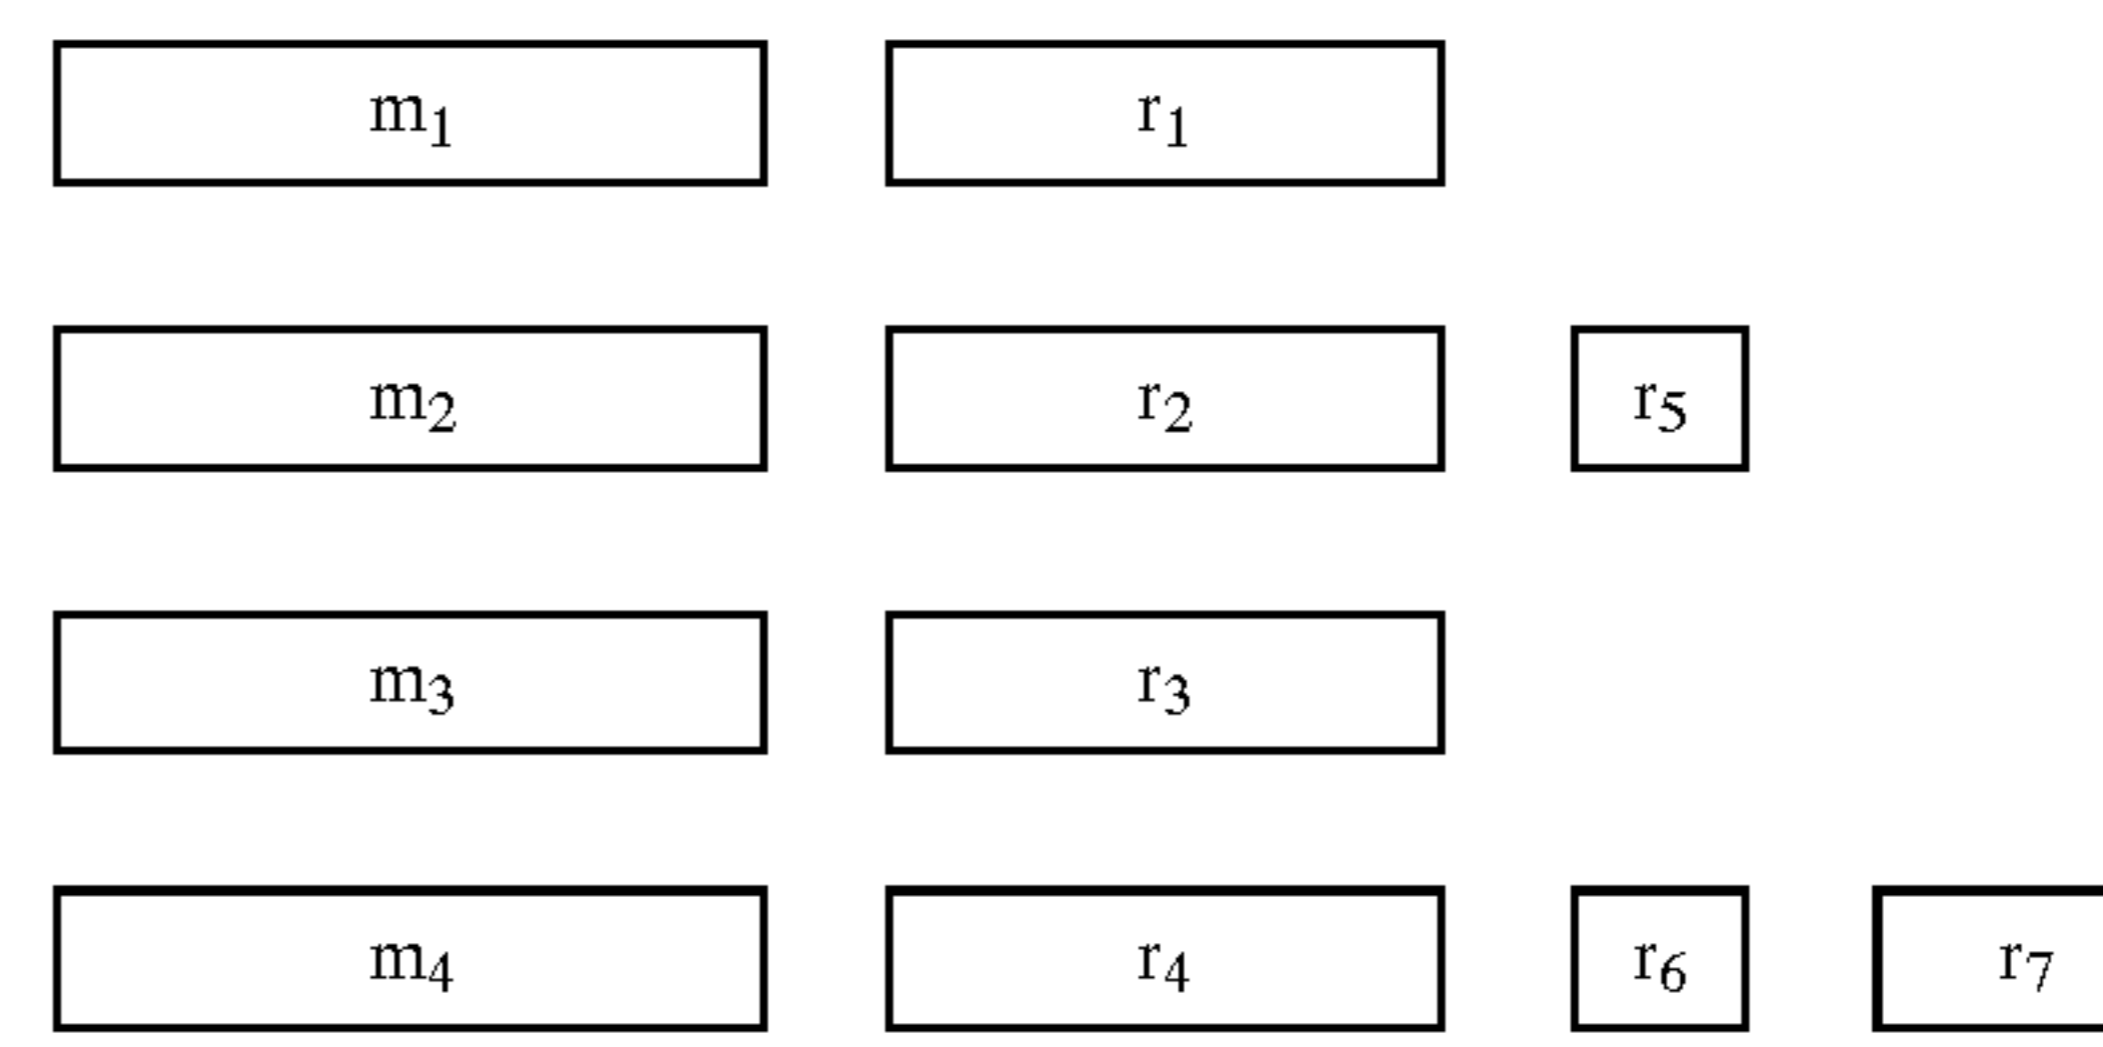 m₁ r₁
m₂ r₂ r₅
m₃ r₃
m₄ r₄ r₆ r₇